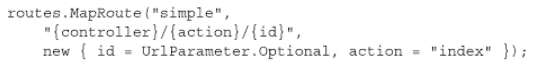 routes.MapRoute("simple",
    "{controller}/{action}/{id}",
    new { id = UrlParameter.Optional, action = "index" });